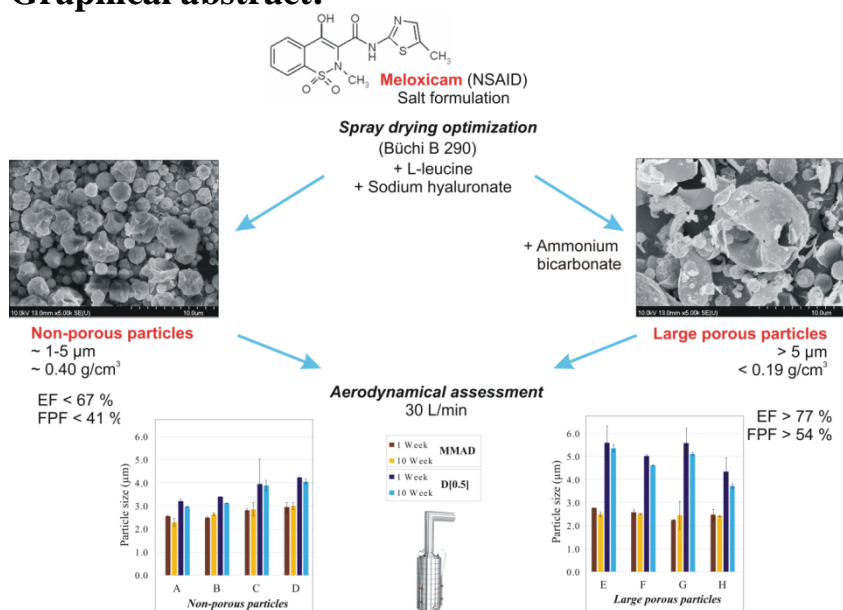 Graphical abstract:
OH
O
N
N
H
S
CH3
S
N
CH3
O
O
Meloxicam (NSAID)
Salt formulation
Spray drying optimization
(Büchi B 290)
+ L-leucine
+ Sodium hyaluronate
+ Ammonium
bicarbonate
10.0kV 13.0mm x5.00k SE(U)
10.0um
10.0kV 13.0mm x5.00k SE(U)
10.0um
Non-porous particles
~ 1-5 µm
~ 0.40 g/cm³
EF < 67 %
FPF < 41 %
Large porous particles
> 5 µm
< 0.19 g/cm³
EF > 77 %
FPF > 54 %
Aerodynamical assessment
30 L/min
1 Week
MMAD
10 Week
1 Week
D[0.5]
10 Week
Particle size (µm)
6.0
5.0
4.0
3.0
2.0
1.0
0.0
A B C D
Non-porous particles
Particle size (µm)
6.0
5.0
4.0
3.0
2.0
1.0
0.0
E F G H
Large porous particles